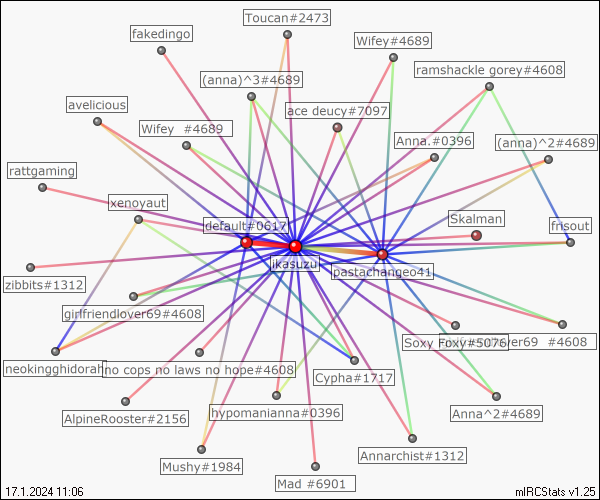 Toucan#2473
fakedingo
Wifey#4689
ramshackle gorey#4608
(anna)^3#4689
avelicious
ace deucy#7097
Wifey  #4689
Anna.#0396
(anna)^2#4689
rattgaming
xenoyaut
Skalman
default#0617
frisout
ikasuzu
pastachangeo41
zibbits#1312
girlfriendlover69#4608
Soxy Foxy#5076
#4608
neokingghidorah
no cops no laws no hope#4608
Cypha#1717
AlpineRooster#2156
hypomanianna#0396
Anna^2#4689
Annarchist#1312
Mushy#1984
Mad #6901
17.1.2024 11:06
mIRCStats v1.25